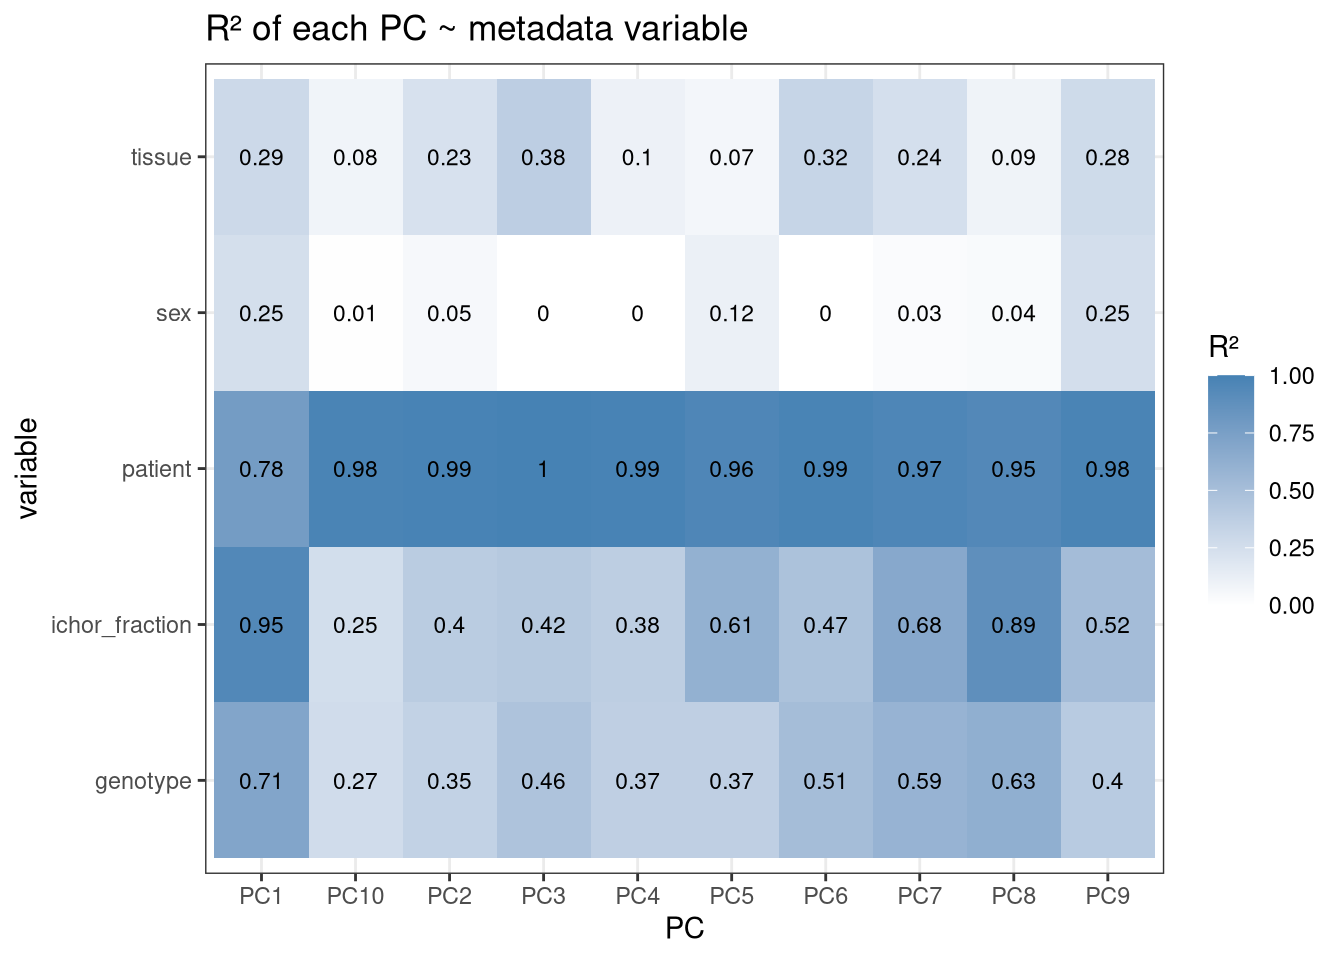 R² of each PC ~ metadata variable
variable
tissue 0.29 0.08 0.23 0.38 0.1 0.07 0.32 0.24 0.09 0.28
sex 0.25 0.01 0.05 0 0 0.12 0 0.03 0.04 0.25
patient 0.78 0.98 0.99 1 0.99 0.96 0.99 0.97 0.95 0.98
ichor_fraction 0.95 0.25 0.4 0.42 0.38 0.61 0.47 0.68 0.89 0.52
genotype 0.71 0.27 0.35 0.46 0.37 0.37 0.51 0.59 0.63 0.4
PC1 PC10 PC2 PC3 PC4 PC5 PC6 PC7 PC8 PC9
PC
R²
1.00
0.75
0.50
0.25
0.00